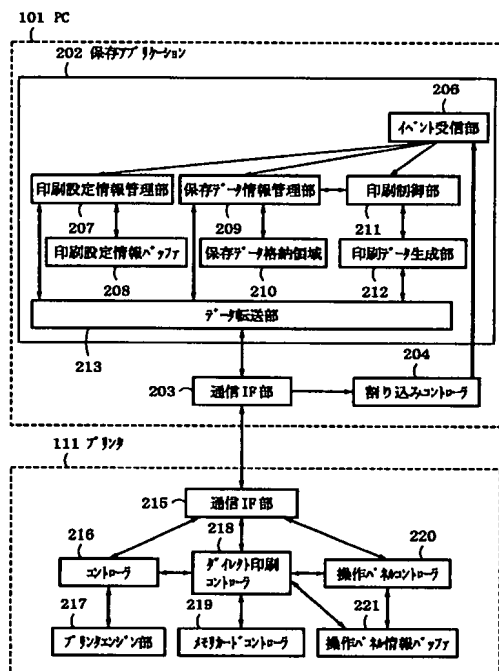 101 PC
202 保存アプリケーション
206
イベント受信部
印刷設定情報管理部
保存データ情報管理部
印刷制御部
207
209
211
印刷設定情報バッファ
保存データ格納領域
印刷データ生成部
208
210
212
データ転送部
213
204
203
通信IF部
割り込みコントローラ
111 プリンタ
215
通信IF部
216
218
220
コントローラ
ダイレクト印刷
コントローラ
操作パネルコントローラ
217
219
221
プリンタエンジン部
メモリカードコントローラ
操作パネル情報バッファ